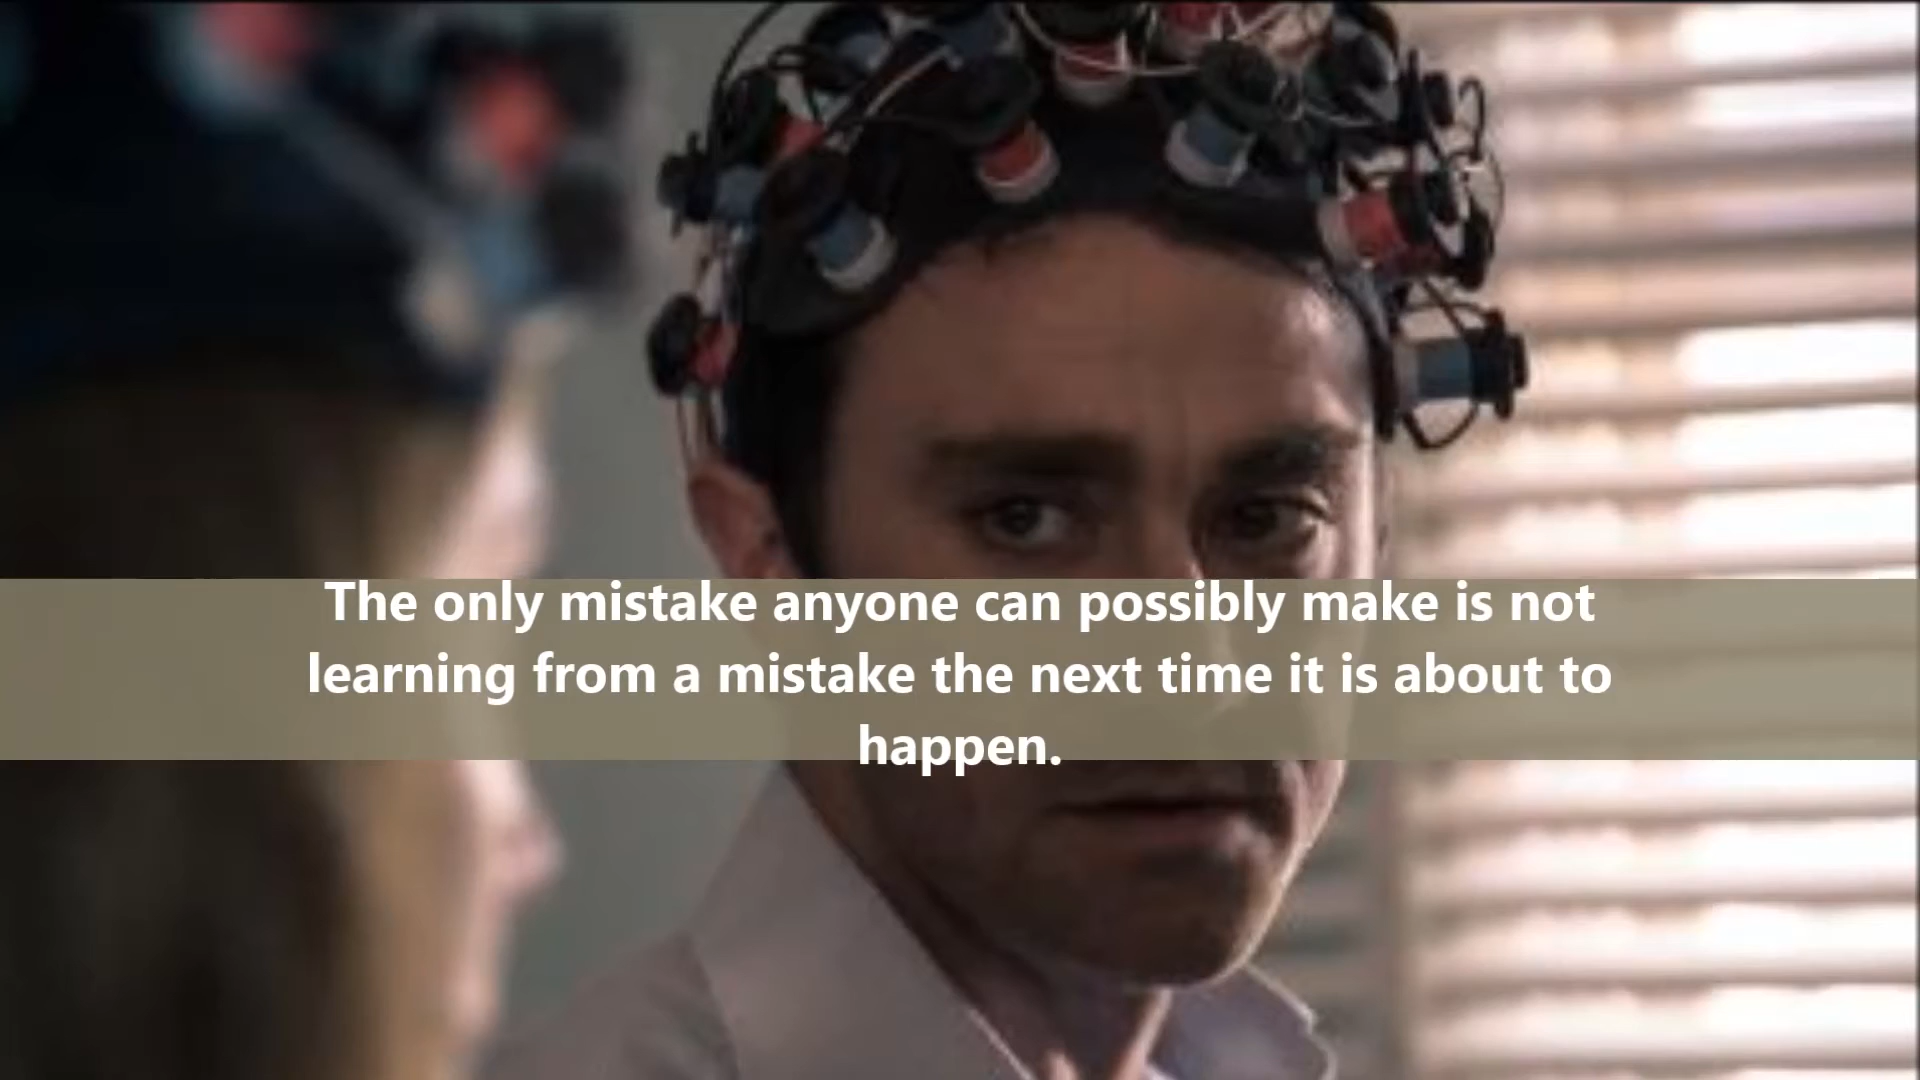 The only mistake anyone can possibly make is not
learning from a mistake the next time it is about to
happen.